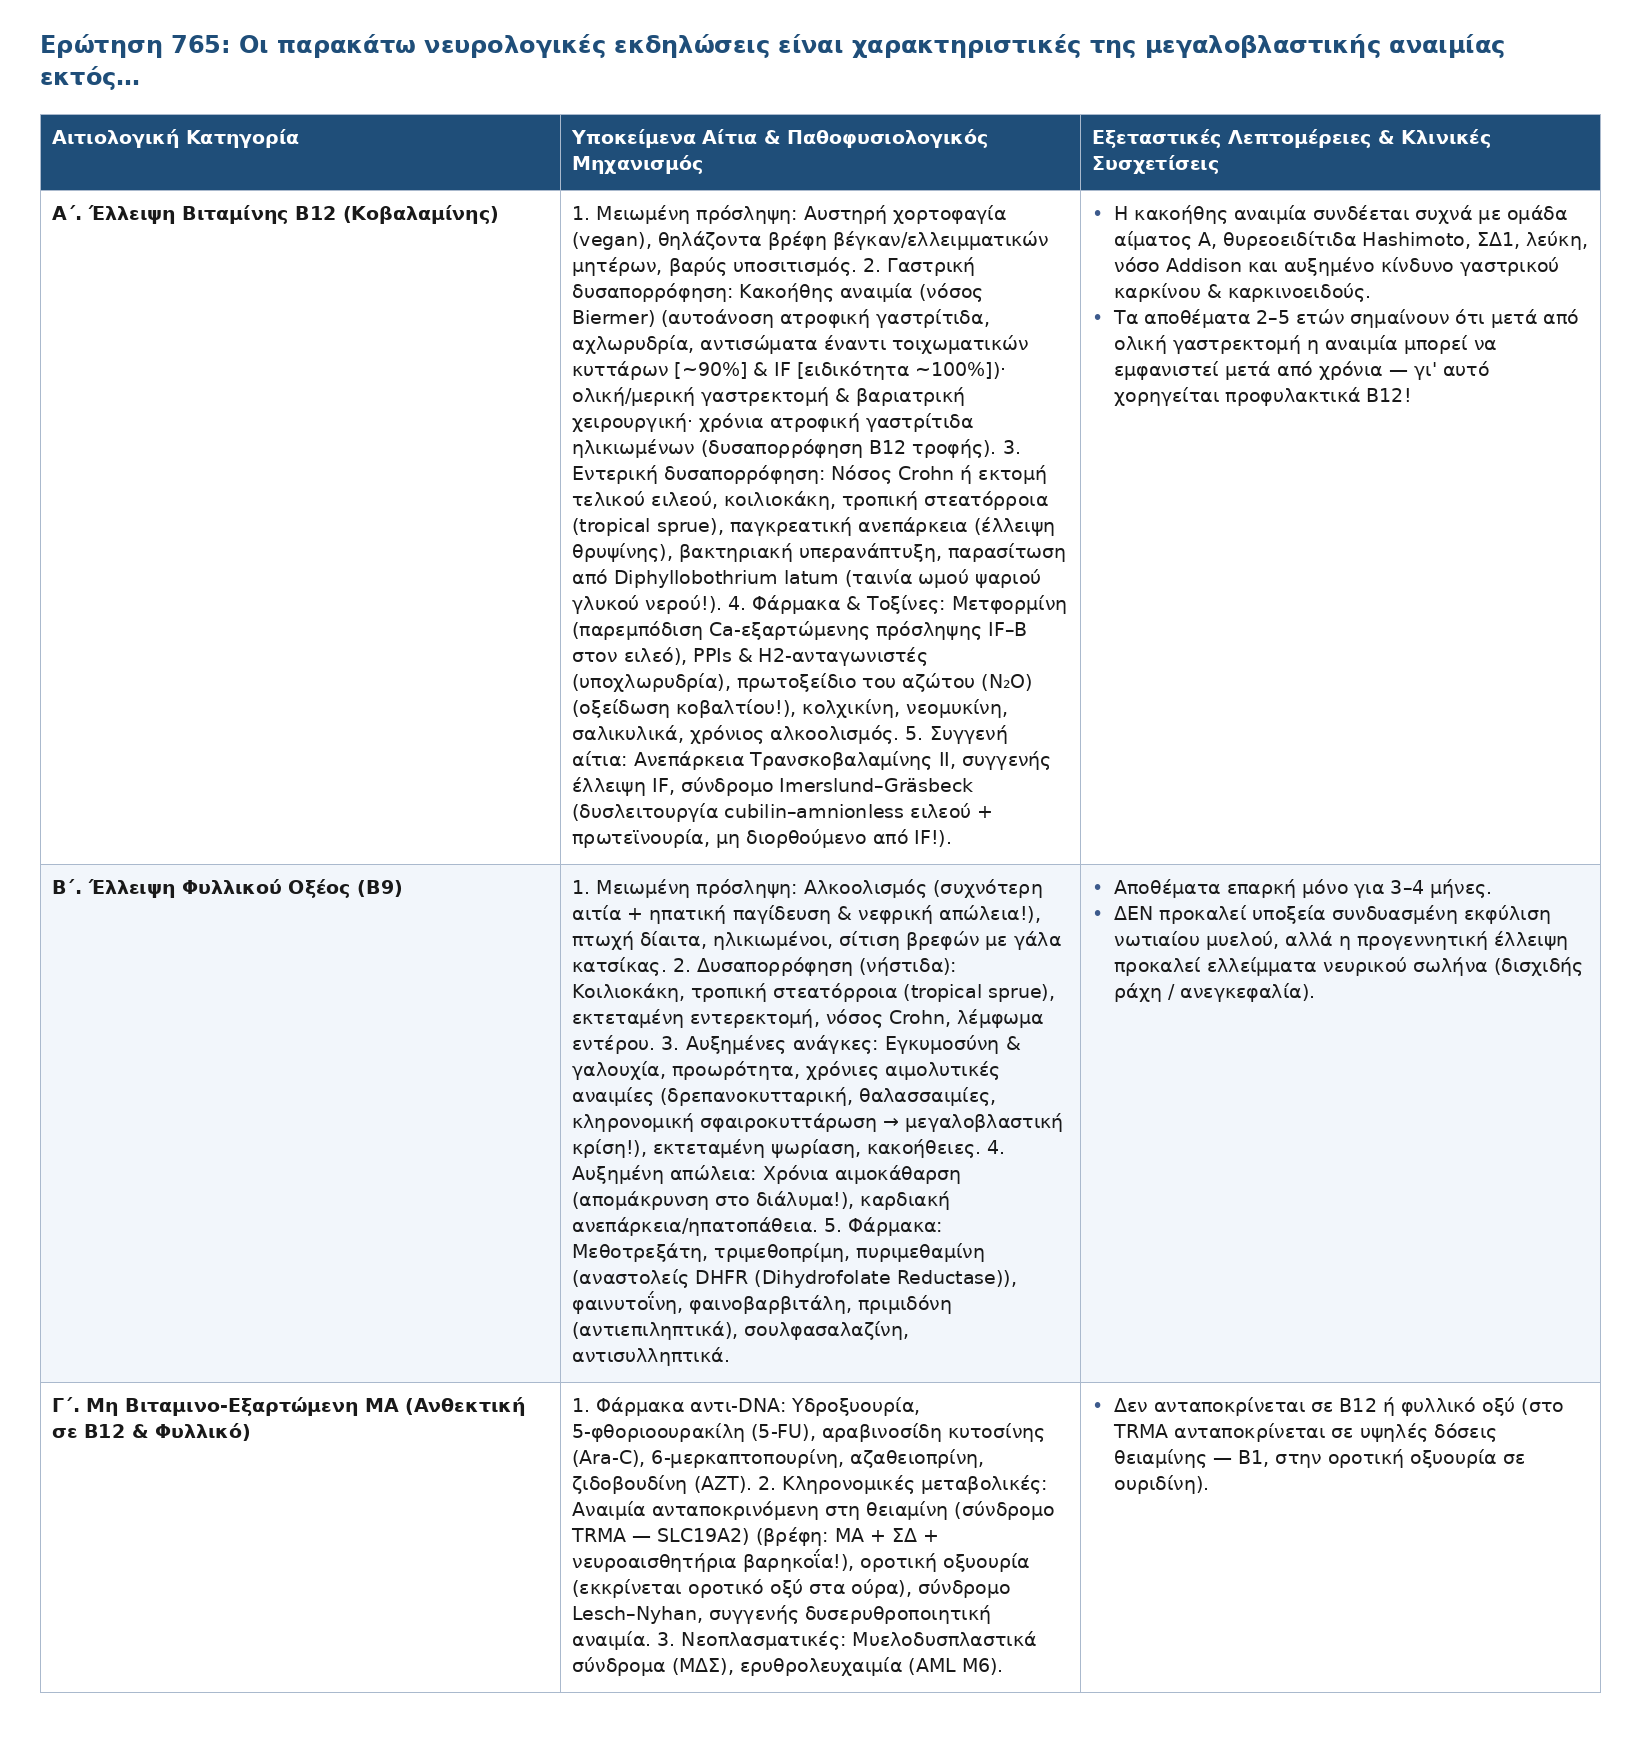 Ερώτηση 765: Οι παρακάτω νευρολογικές εκδηλώσεις είναι χαρακτηριστικές της μεγαλοβλαστικής αναιμίας
εκτός...
Αιτιολογική Κατηγορία
Υποκείμενα Αίτια & Παθοφυσιολογικός
Μηχανισμός
Εξεταστικές Λεπτομέρειες & Κλινικές
Συσχετίσεις
Α΄. Έλλειψη Βιταμίνης Β12 (Κοβαλαμίνης)
1. Μειωμένη πρόσληψη: Αυστηρή χορτοφαγία
(vegan), θηλάζοντα βρέφη βέγκαν/ελλειμματικών
μητέρων, βαρύς υποσιτισμός. 2. Γαστρική
δυσαπορρόφηση: Κακοήθης αναιμία (νόσος
Biermer) (αυτοάνοση ατροφική γαστρίτιδα,
αχλωρυδρία, αντισώματα έναντι τοιχωματικών
κυττάρων [~90%] & IF [ειδικότητα ~100%])·
ολική/μερική γαστρεκτομή & βαριατρική
χειρουργική· χρόνια ατροφική γαστρίτιδα
ηλικιωμένων (δυσαπορρόφηση Β12 τροφής). 3.
Εντερική δυσαπορρόφηση: Νόσος Crohn ή εκτομή
τελικού ειλεού, κοιλιοκάκη, τροπική στεατόρροια
(tropical sprue), παγκρεατική ανεπάρκεια (έλλειψη
θρυψίνης), βακτηριακή υπερανάπτυξη, παρασίτωση
από Diphyllobothrium latum (ταινία ωμού ψαριού
γλυκού νερού!). 4. Φάρμακα & Τοξίνες: Μετφορμίνη
(παρεμπόδιση Ca-εξαρτώμενης πρόσληψης IF–B
στον ειλεό), PPIs & H2-ανταγωνιστές
(υποχλωρυδρία), πρωτοξείδιο του αζώτου (N₂O)
(οξείδωση κοβαλτίου!), κολχικίνη, νεομυκίνη,
σαλικυλικά, χρόνιος αλκοολισμός. 5. Συγγενή
αίτια: Ανεπάρκεια Τρανσκοβαλαμίνης II, συγγενής
έλλειψη IF, σύνδρομο Imerslund–Gräsbeck
(δυσλειτουργία cubilin–amnionless ειλεού +
πρωτεϊνουρία, μη διορθούμενο από IF!).
• Η κακοήθης αναιμία συνδέεται συχνά με ομάδα
αίματος Α, θυρεοειδίτιδα Hashimoto, ΣΔ1, λεύκη,
νόσο Addison και αυξημένο κίνδυνο γαστρικού
καρκίνου & καρκινοειδούς.
• Τα αποθέματα 2–5 ετών σημαίνουν ότι μετά από
ολική γαστρεκτομή η αναιμία μπορεί να
εμφανιστεί μετά από χρόνια — γι' αυτό
χορηγείται προφυλακτικά Β12!
Β΄. Έλλειψη Φυλλικού Οξέος (Β9)
1. Μειωμένη πρόσληψη: Αλκοολισμός (συχνότερη
αιτία + ηπατική παγίδευση & νεφρική απώλεια!),
πτωχή δίαιτα, ηλικιωμένοι, σίτιση βρεφών με γάλα
κατσίκας. 2. Δυσαπορρόφηση (νήστιδα):
Κοιλιοκάκη, τροπική στεατόρροια (tropical sprue),
εκτεταμένη εντερεκτομή, νόσος Crohn, λέμφωμα
εντέρου. 3. Αυξημένες ανάγκες: Εγκυμοσύνη &
γαλουχία, προωρότητα, χρόνιες αιμολυτικές
αναιμίες (δρεπανοκυτταρική, θαλασσαιμίες,
κληρονομική σφαιροκυττάρωση → μεγαλοβλαστική
κρίση!), εκτεταμένη ψωρίαση, κακοήθειες. 4.
Αυξημένη απώλεια: Χρόνια αιμοκάθαρση
(απομάκρυνση στο διάλυμα!), καρδιακή
ανεπάρκεια/ηπατοπάθεια. 5. Φάρμακα:
Μεθοτρεξάτη, τριμεθοπρίμη, πυριμεθαμίνη
(αναστολείς DHFR (Dihydrofolate Reductase)),
φαινυτοΐνη, φαινοβαρβιτάλη, πριμιδόνη
(αντιεπιληπτικά), σουλφασαλαζίνη,
αντισυλληπτικά.
• Αποθέματα επαρκή μόνο για 3–4 μήνες.
• ΔΕΝ προκαλεί υποξεία συνδυασμένη εκφύλιση
νωτιαίου μυελού, αλλά η προγεννητική έλλειψη
προκαλεί ελλείμματα νευρικού σωλήνα (δισχιδής
ράχη / ανεγκεφαλία).
Γ΄. Μη Βιταμινο-Εξαρτώμενη ΜΑ (Ανθεκτική
σε Β12 & Φυλλικό)
1. Φάρμακα αντι-DNA: Υδροξυουρία,
5-φθοριοουρακίλη (5-FU), αραβινοσίδη κυτοσίνης
(Ara-C), 6-μερκαπτοπουρίνη, αζαθειοπρίνη,
ζιδοβουδίνη (AZT). 2. Κληρονομικές μεταβολικές:
Αναιμία ανταποκρινόμενη στη θειαμίνη (σύνδρομο
TRMA — SLC19A2) (βρέφη: ΜΑ + ΣΔ +
νευροαισθητήρια βαρηκοΐα!), οροτική οξυουρία
(εκκρίνεται οροτικό οξύ στα ούρα), σύνδρομο
Lesch–Nyhan, συγγενής δυσερυθροποιητική
αναιμία. 3. Νεοπλασματικές: Μυελοδυσπλαστικά
σύνδρομα (ΜΔΣ), ερυθρολευχαιμία (AML M6).
• Δεν ανταποκρίνεται σε Β12 ή φυλλικό οξύ (στο
TRMA ανταποκρίνεται σε υψηλές δόσεις
θειαμίνης — Β1, στην οροτική οξυουρία σε
ουριδίνη).